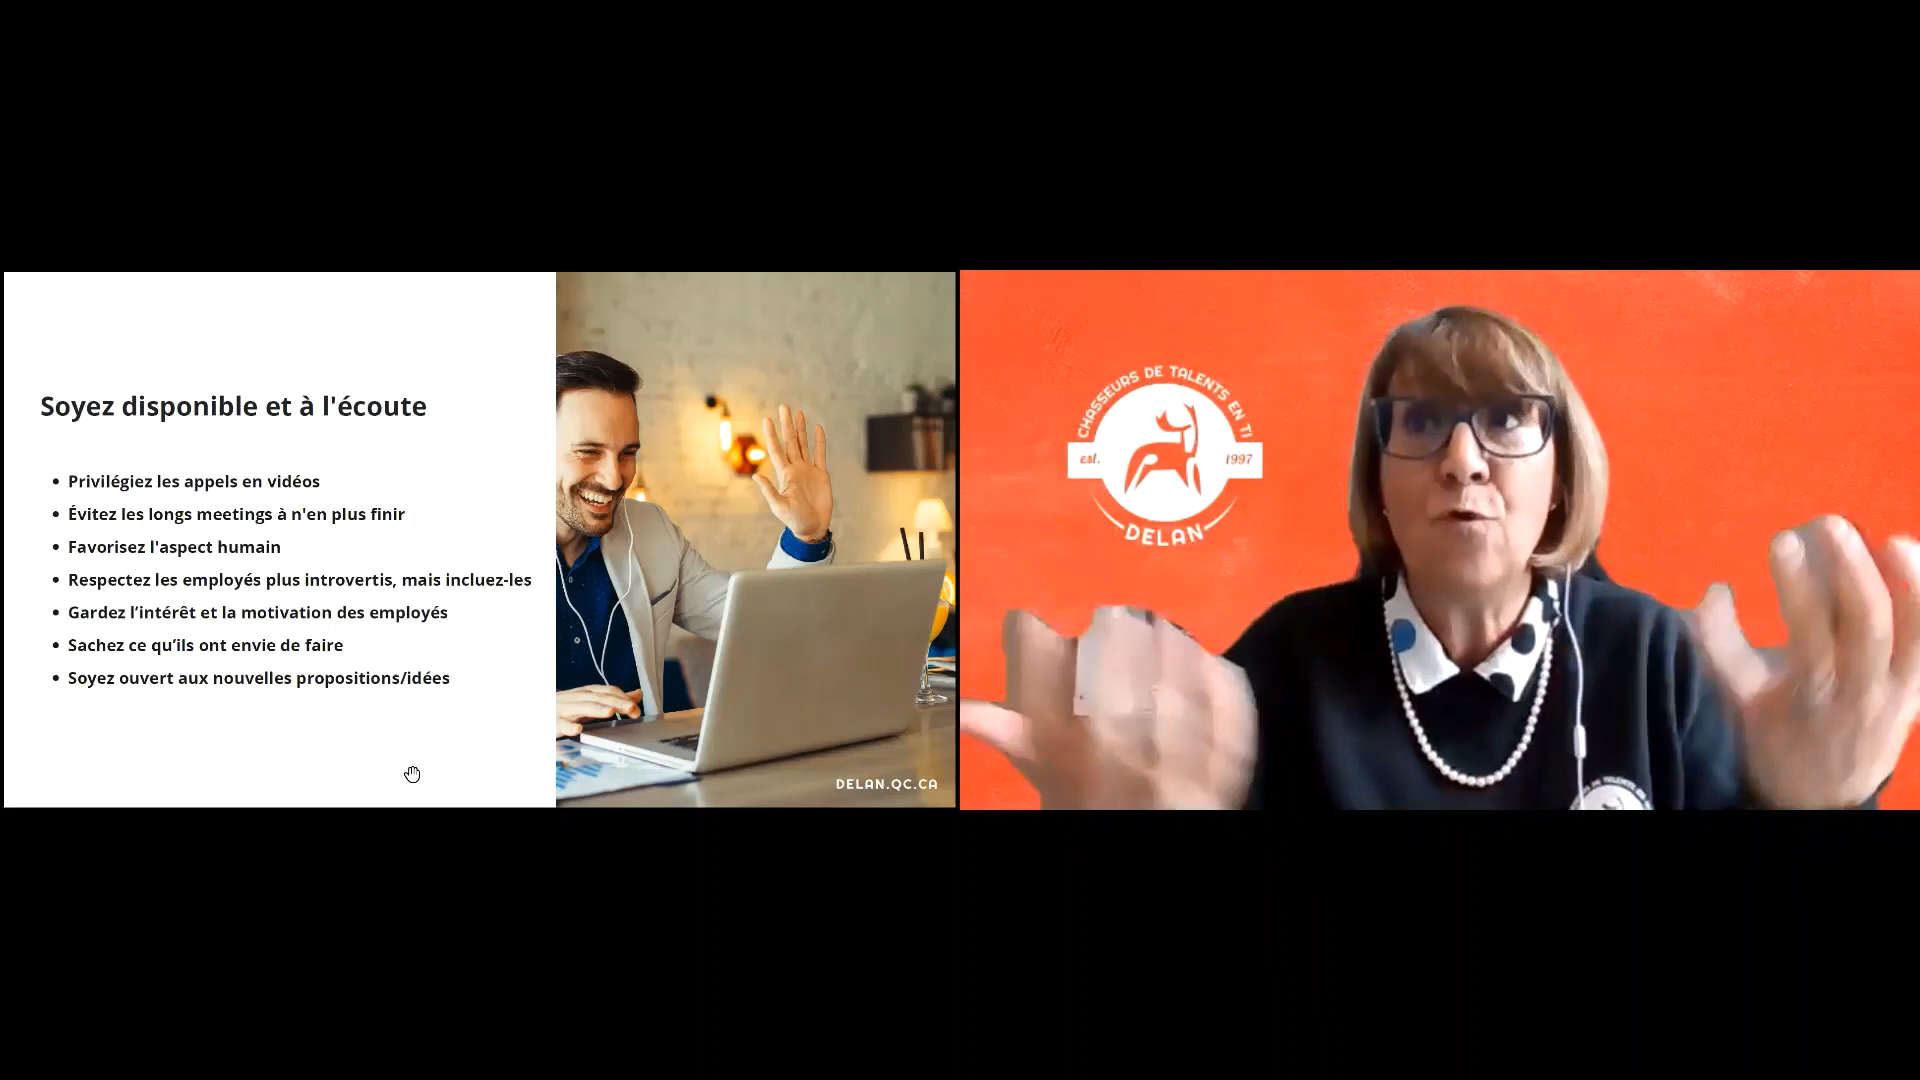 Soyez disponible et à l'écoute
Privilégiez les appels en vidéos
Évitez les longs meetings à n'en plus finir
Favorisez l'aspect humain
Respectez les employés plus introvertis, mais incluez-les
Gardez l’intérêt et la motivation des employés
Sachez ce qu’ils ont envie de faire
Soyez ouvert aux nouvelles propositions/idées
DELAN.QC.CA
CHASSEURS DE TALENTS EN TI
est. 1997
DELAN